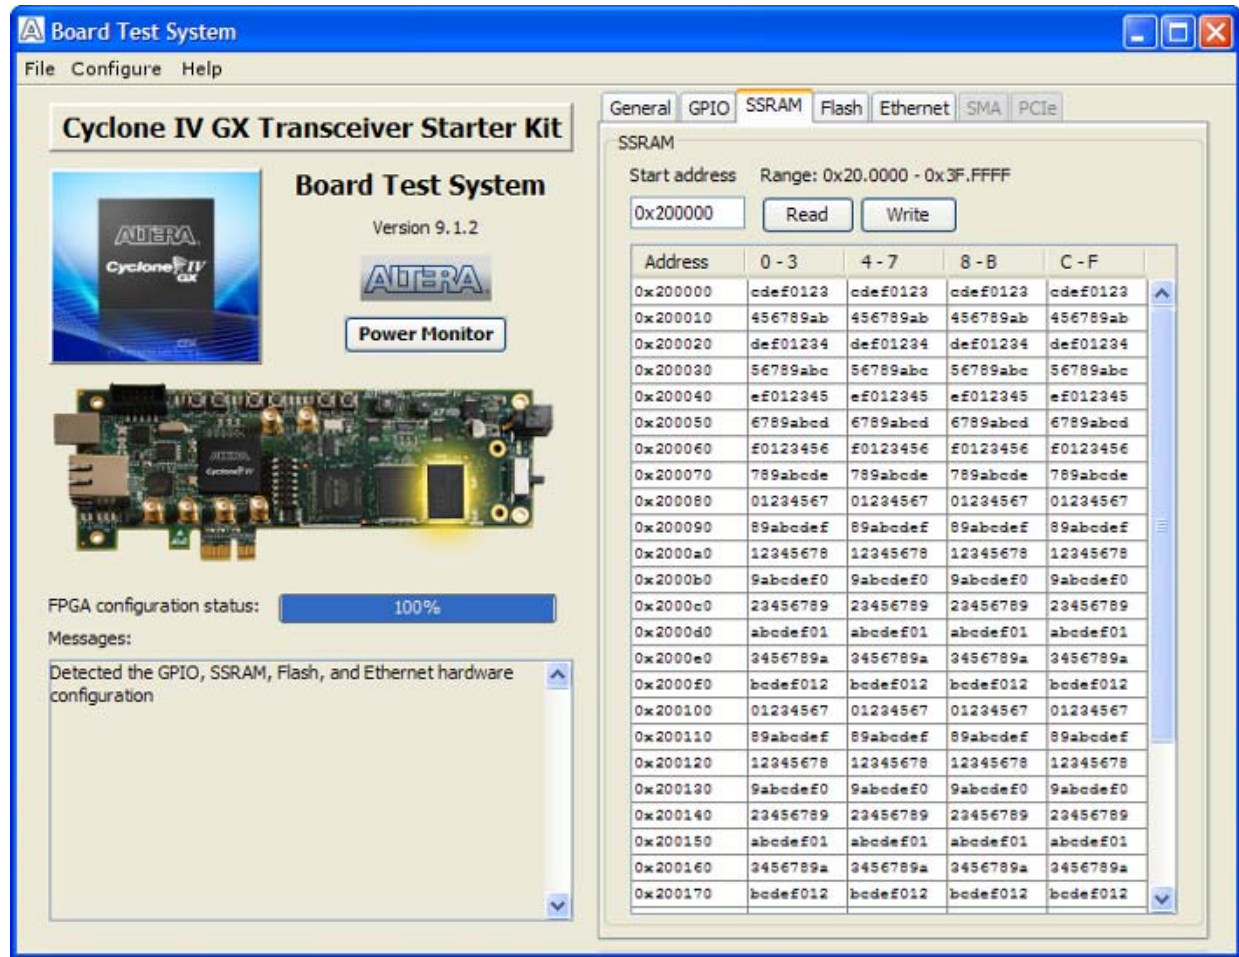 Board Test System
File Configure Help
Cyclone IV GX Transceiver Starter Kit
ALTERA
Cyclone IV
GX
Board Test System
Version 9.1.2
ALTERA
Power Monitor
FPGA configuration status:
100%
Messages:
Detected the GPIO, SSRAM, Flash, and Ethernet hardware
configuration
General GPIO SSRAM Flash Ethernet SMA PCIe
SSRAM
Start address Range: 0x20.0000 - 0x3F.FFFF
0x200000 Read Write
Address 0 - 3 4 - 7 8 - B C - F
0x200000 cdef0123 cdef0123 cdef0123 cdef0123
0x200010 456789ab 456789ab 456789ab 456789ab
0x200020 def01234 def01234 def01234 def01234
0x200030 56789abc 56789abc 56789abc 56789abc
0x200040 ef012345 ef012345 ef012345 ef012345
0x200050 6789abcd 6789abcd 6789abcd 6789abcd
0x200060 f0123456 f0123456 f0123456 f0123456
0x200070 789abcde 789abcde 789abcde 789abcde
0x200080 01234567 01234567 01234567 01234567
0x200090 89abcdef 89abcdef 89abcdef 89abcdef
0x2000a0 12345678 12345678 12345678 12345678
0x2000b0 9abcdef0 9abcdef0 9abcdef0 9abcdef0
0x2000c0 23456789 23456789 23456789 23456789
0x2000d0 abcdef01 abcdef01 abcdef01 abcdef01
0x2000e0 3456789a 3456789a 3456789a 3456789a
0x2000f0 bcdef012 bcdef012 bcdef012 bcdef012
0x200100 01234567 01234567 01234567 01234567
0x200110 89abcdef 89abcdef 89abcdef 89abcdef
0x200120 12345678 12345678 12345678 12345678
0x200130 9abcdef0 9abcdef0 9abcdef0 9abcdef0
0x200140 23456789 23456789 23456789 23456789
0x200150 abcdef01 abcdef01 abcdef01 abcdef01
0x200160 3456789a 3456789a 3456789a 3456789a
0x200170 bcdef012 bcdef012 bcdef012 bcdef012